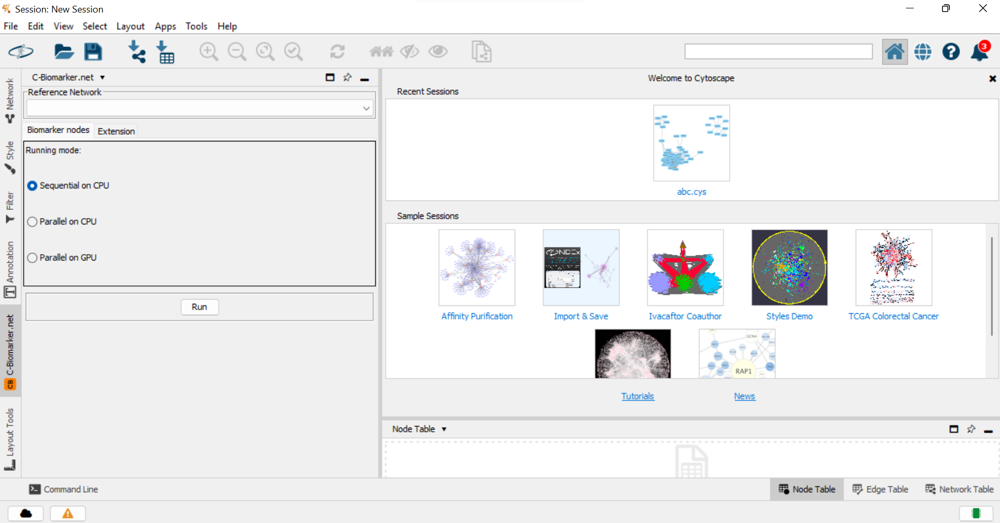 Session: New Session
File Edit View Select Layout Apps Tools Help
3
C-Biomarker.net
Reference Network
Biomarker nodes Extension
Running mode:
Sequential on CPU
Parallel on CPU
Parallel on GPU
Run
Network
Style
Filter
Annotation
T
C-Biomarker.net
CB
Layout Tools
Welcome to Cytoscape
Recent Sessions
abc.cys
Sample Sessions
NDEx
Affinity Purification Import & Save Ivacaftor Coauthor Styles Demo TCGA Colorectal Cancer
GCN4
RAP1
Tutorials News
Node Table
Command Line Node Table Edge Table Network Table